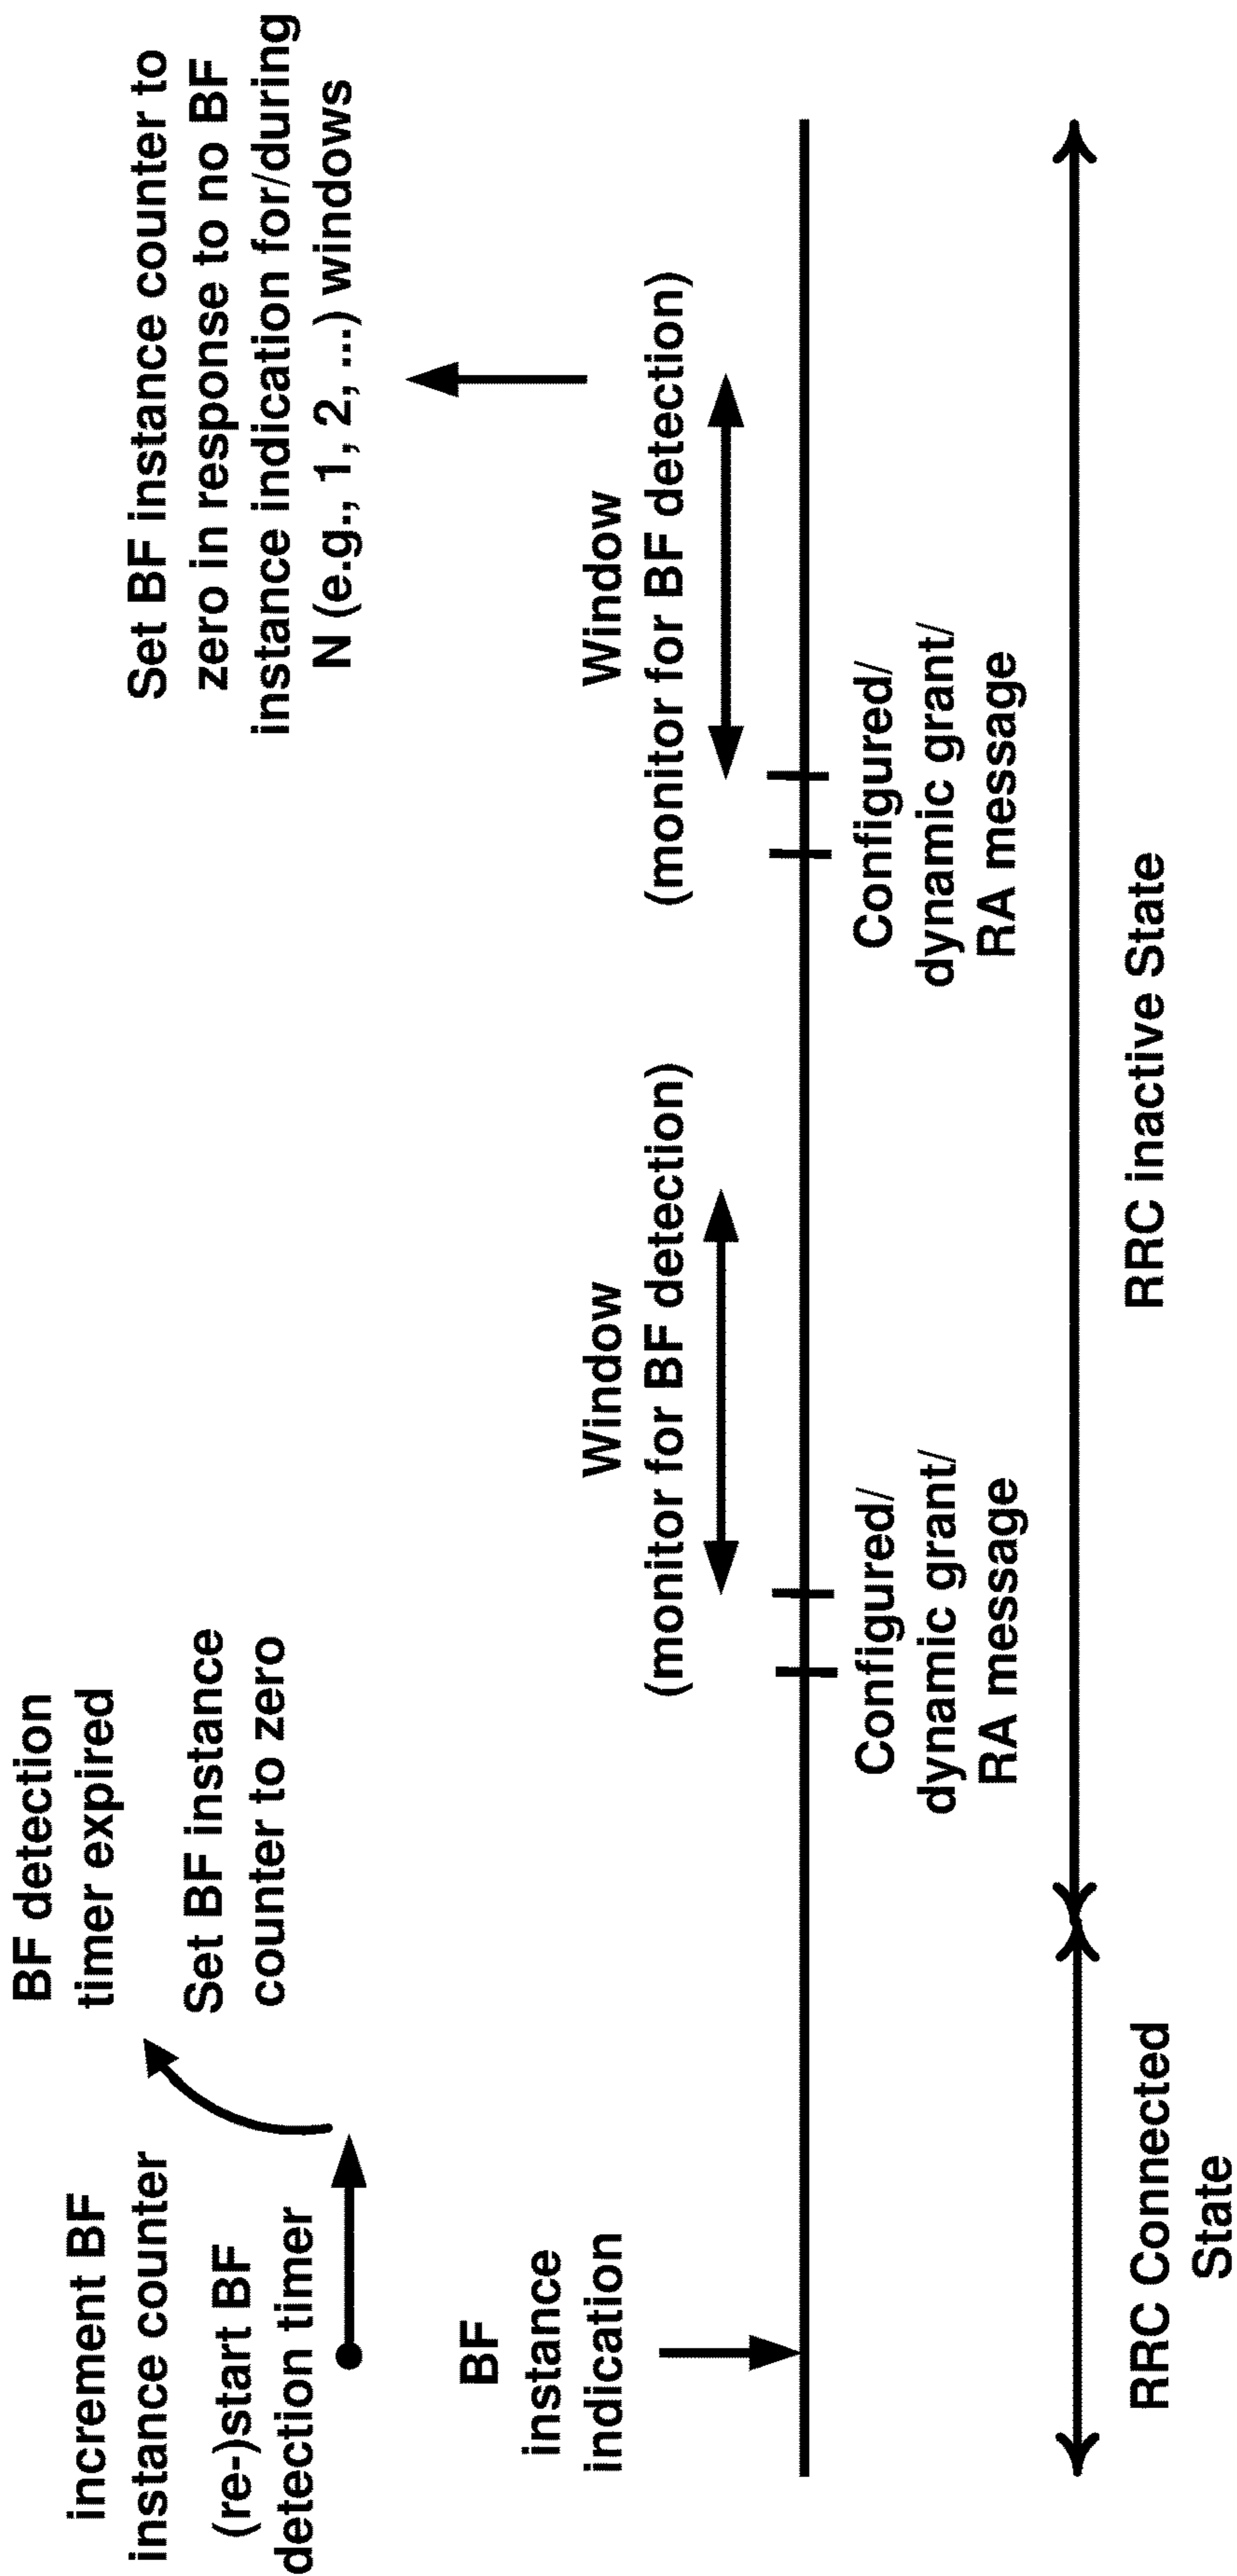 increment BF
instance counter
(re-)start BF
detection timer
BF detection
timer expired
Set BF instance
counter to zero
Set BF instance counter to
zero in response to no BF
instance indication for/during
N (e.g., 1, 2, ...) windows
BF
instance
indication
Window
(monitor for BF detection)
Window
(monitor for BF detection)
Configured/
dynamic grant/
RA message
Configured/
dynamic grant/
RA message
RRC Connected
State
RRC inactive State